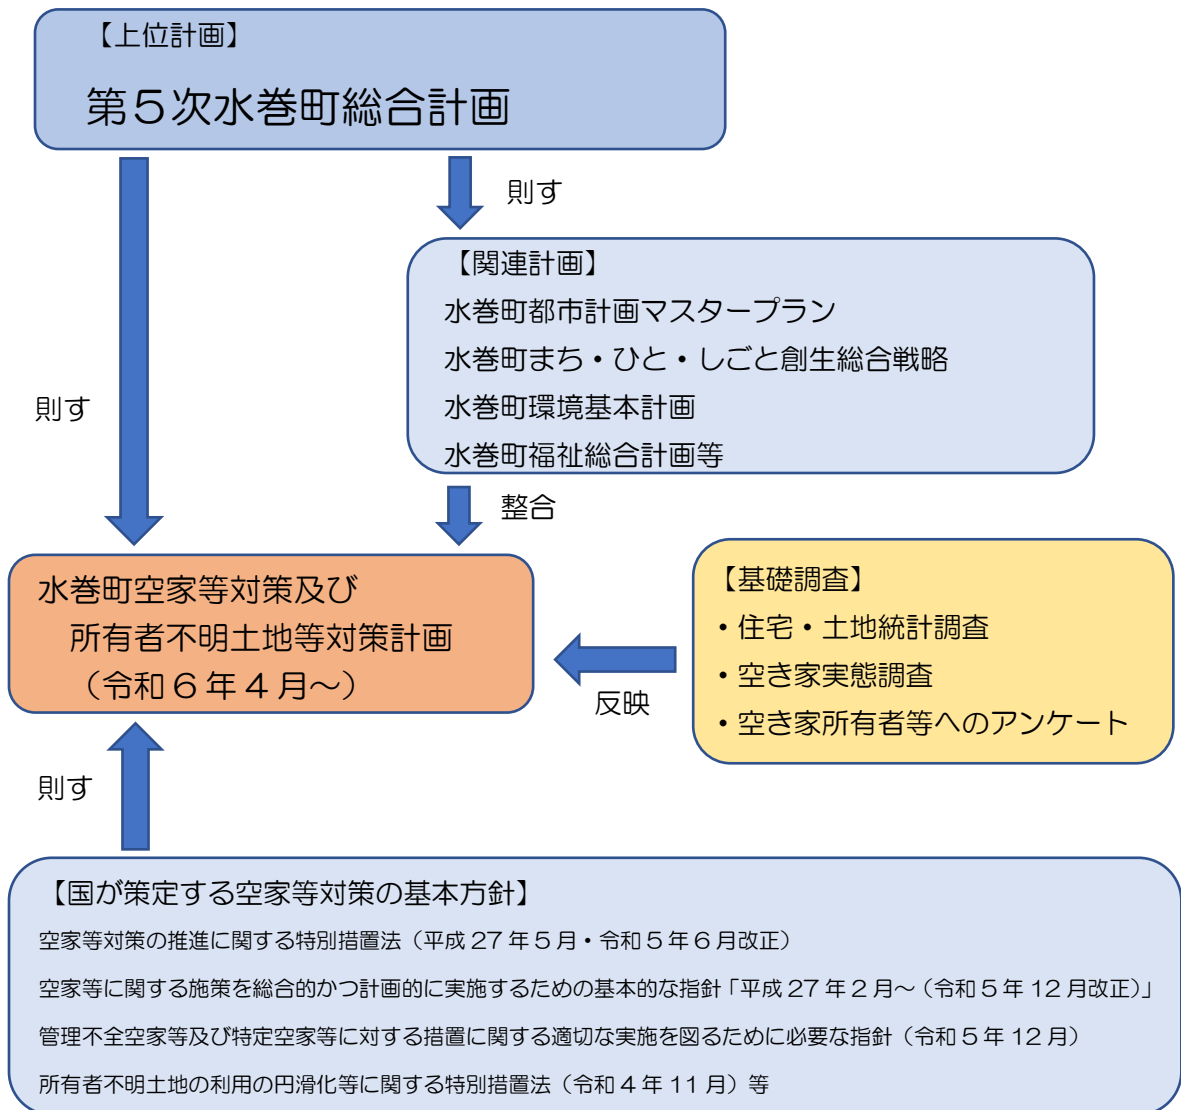 【上位計画】
第5次水巻町総合計画
則す
【関連計画】
水巻町都市計画マスタープラン
水巻町まち・ひと・しごと創生総合戦略
水巻町環境基本計画
水巻町福祉総合計画等
則す
整合
水巻町空家等対策及び
所有者不明土地等対策計画
（令和6年4月～）
【基礎調査】
・住宅・土地統計調査
・空き家実態調査
・空き家所有者等へのアンケート
反映
則す
【国が策定する空家等対策の基本方針】
空家等対策の推進に関する特別措置法（平成27年5月・令和5年6月改正）
空家等に関する施策を総合的かつ計画的に実施するための基本的な指針「平成27年2月～（令和5年12月改正）」
管理不全空家等及び特定空家等に対する措置に関する適切な実施を図るために必要な指針（令和5年12月）
所有者不明土地の利用の円滑化等に関する特別措置法（令和4年11月）等